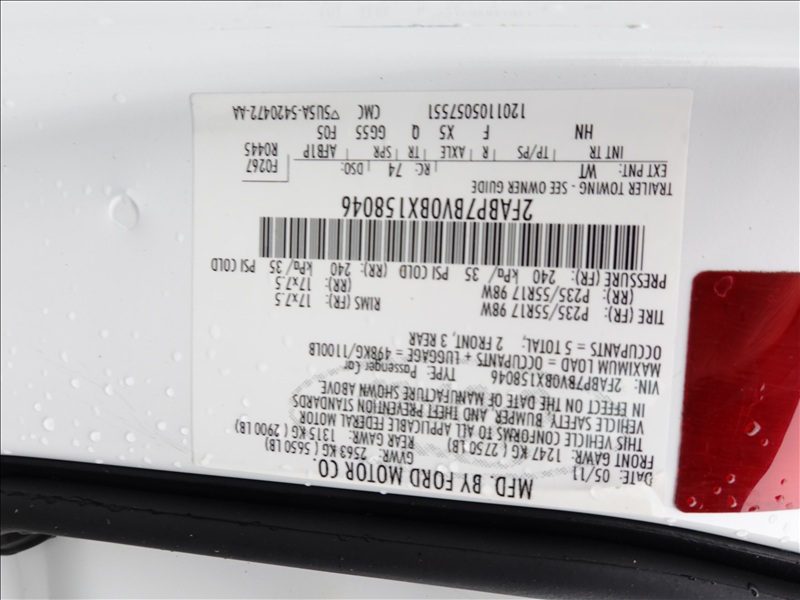 MFD. BY FORD MOTOR CO.
DATE: 05/11 GVWR: 2563 KG ( 5650 LB)
FRONT GAWR: 1247 KG ( 2750 LB) REAR GAWR: 1315 KG ( 2900 LB)
THIS VEHICLE CONFORMS TO ALL APPLICABLE FEDERAL MOTOR
VEHICLE SAFETY, BUMPER, AND THEFT PREVENTION STANDARDS
IN EFFECT ON THE DATE OF MANUFACTURE SHOWN ABOVE
VIN: 2FABP7BV0BX158046 TYPE: Passenger Car
MAXIMUM LOAD = OCCUPANTS + LUGGAGE = 498KG/1100LB
OCCUPANTS = 5 TOTAL: 2 FRONT, 3 REAR
TIRE (FR): P235/55R17 98W RIMS (FR): 17x7.5
(RR): P235/55R17 98W (RR): 17x7.5
PRESSURE (FR): 240 kPa/ 35 PSI COLD (RR): 240 kPa/ 35 PSI COLD
2FABP7BV0BX158046
TRAILER TOWING - SEE OWNER GUIDE
EXT PNT: WT RC: 74 DSO: F0267
R0445
INT TR TP/PS R AXLE TR SPR AFB1P
HN F X5 Q GG55 F05
1201105057551 CMC ▽5U5A-5420472-AA